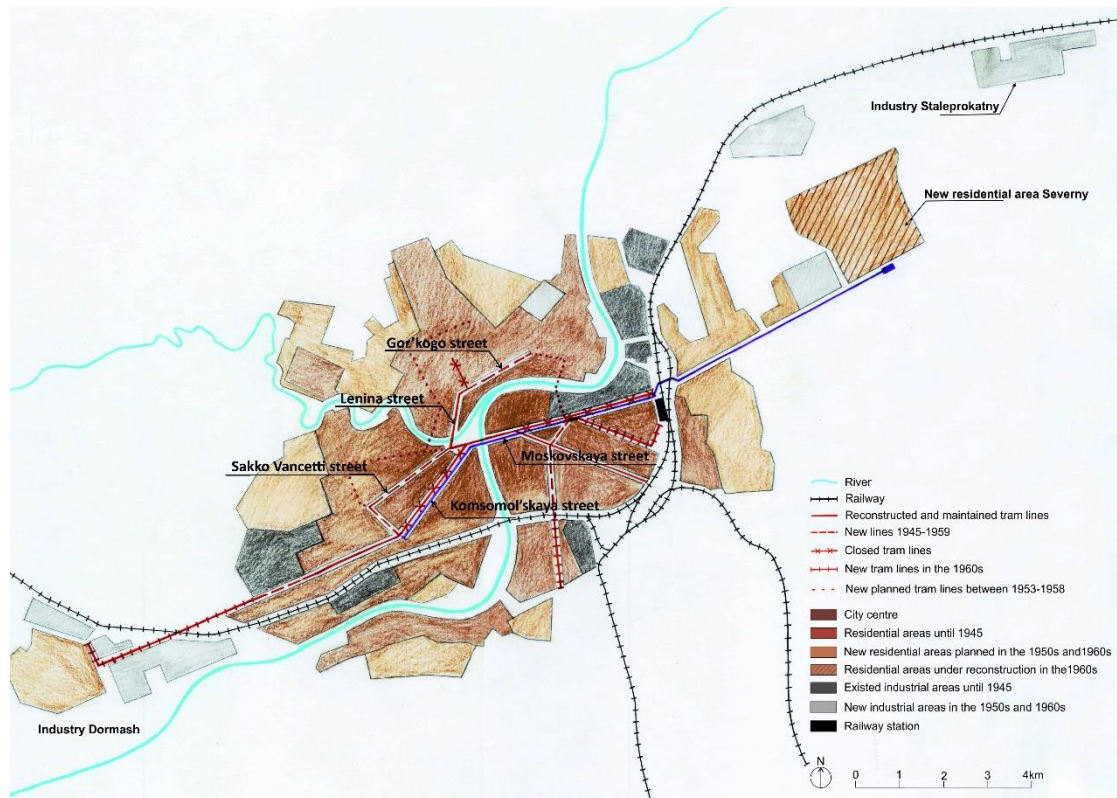 Industry Staleprokatny
New residential area Severny
Gor'kogo street
Lenina street
Sakko Vancetti street
Moskovskaya street
Komsomol'skaya street
Industry Dormash
River
Railway
Reconstructed and maintained tram lines
New lines 1945-1959
Closed tram lines
New tram lines in the 1960s
New planned tram lines between 1953-1958
City centre
Residential areas until 1945
New residential areas planned in the 1950s and1960s
Residential areas under reconstruction in the1960s
Existed industrial areas until 1945
New industrial areas in the 1950s and 1960s
Railway station
N
0 1 2 3 4km